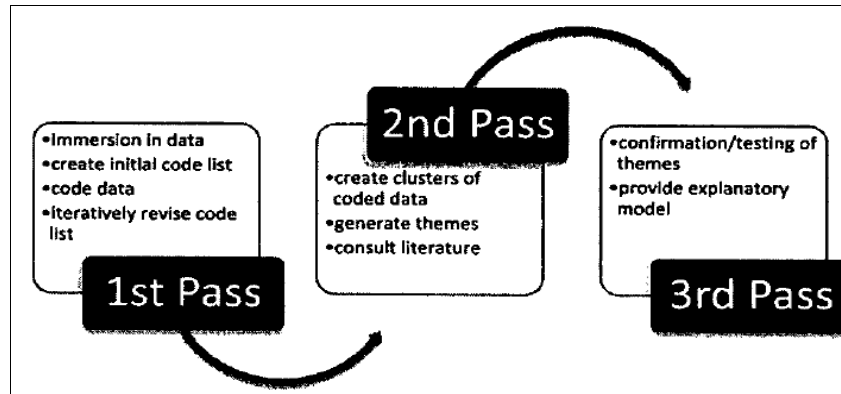 •immersion in data
•create initial code list
•code data
•iteratively revise code
list
1st Pass
2nd Pass
•create clusters of
coded data
•generate themes
•consult literature
•confirmation/testing of
themes
•provide explanatory
model
3rd Pass